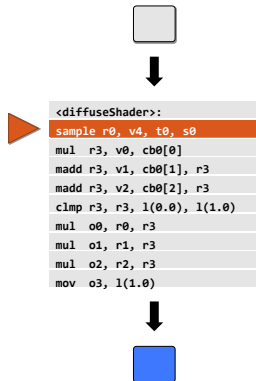 <diffuseShader>:
sample r0, v4, t0, s0
mul r3, v0, cb0[0]
madd r3, v1, cb0[1], r3
madd r3, v2, cb0[2], r3
clmp r3, r3, l(0.0), l(1.0)
mul o0, r0, r3
mul o1, r1, r3
mul o2, r2, r3
mov o3, l(1.0)